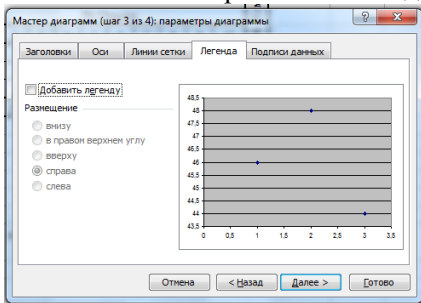 Мастер диаграмм (шаг 3 из 4): параметры диаграммы
Заголовки Оси Линии сетки Легенда Подписи данных
Добавить легенду
Размещение
внизу
в правом верхнем углу
вверху
справа
слева
48,5
48
47,5
47
46,5
46
45,5
45
44,5
44
43,5
0 0,5 1 1,5 2 2,5 3 3,5
Отмена < Назад Далее > Готово